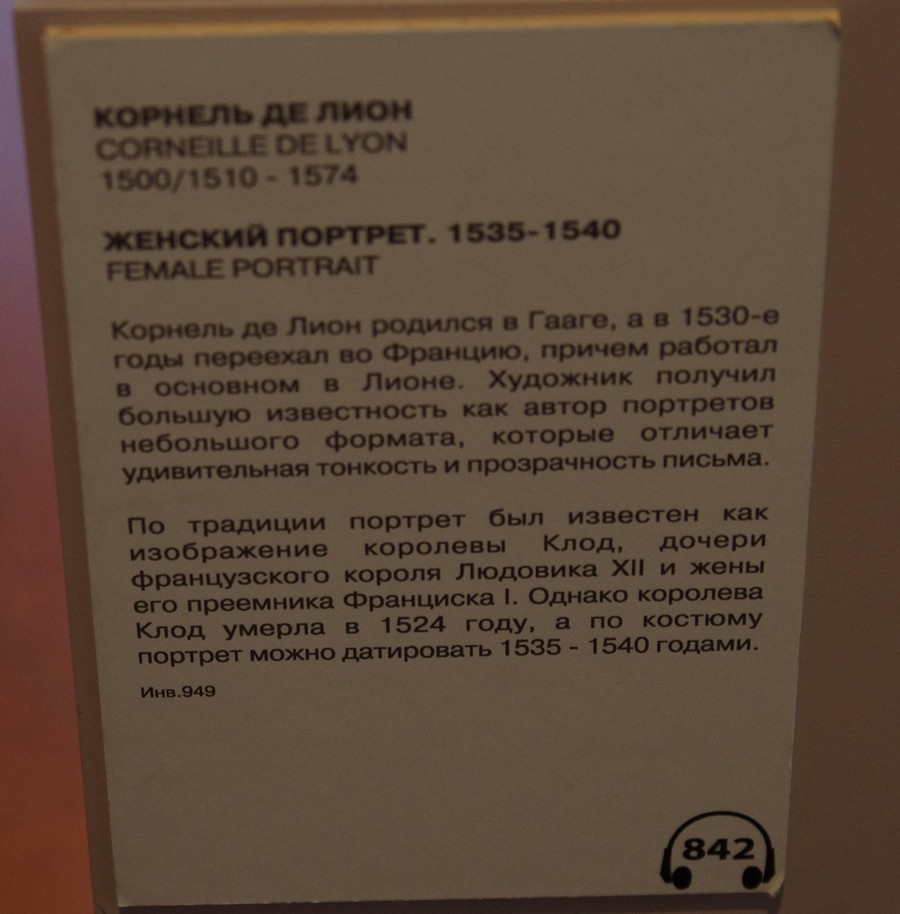 КОРНЕЛЬ ДЕ ЛИОН
CORNEILLE DE LYON
1500/1510 - 1574
ЖЕНСКИЙ ПОРТРЕТ. 1535-1540
FEMALE PORTRAIT
Корнель де Лион родился в Гааге, а в 1530-е
годы переехал во Францию, причем работал
в основном в Лионе. Художник получил
большую известность как автор портретов
небольшого формата, которые отличает
удивительная тонкость и прозрачность письма.
По традиции портрет был известен как
изображение королевы Клод, дочери
французского короля Людовика XII и жены
его преемника Франциска I. Однако королева
Клод умерла в 1524 году, а по костюму
портрет можно датировать 1535 - 1540 годами.
Инв.949
842